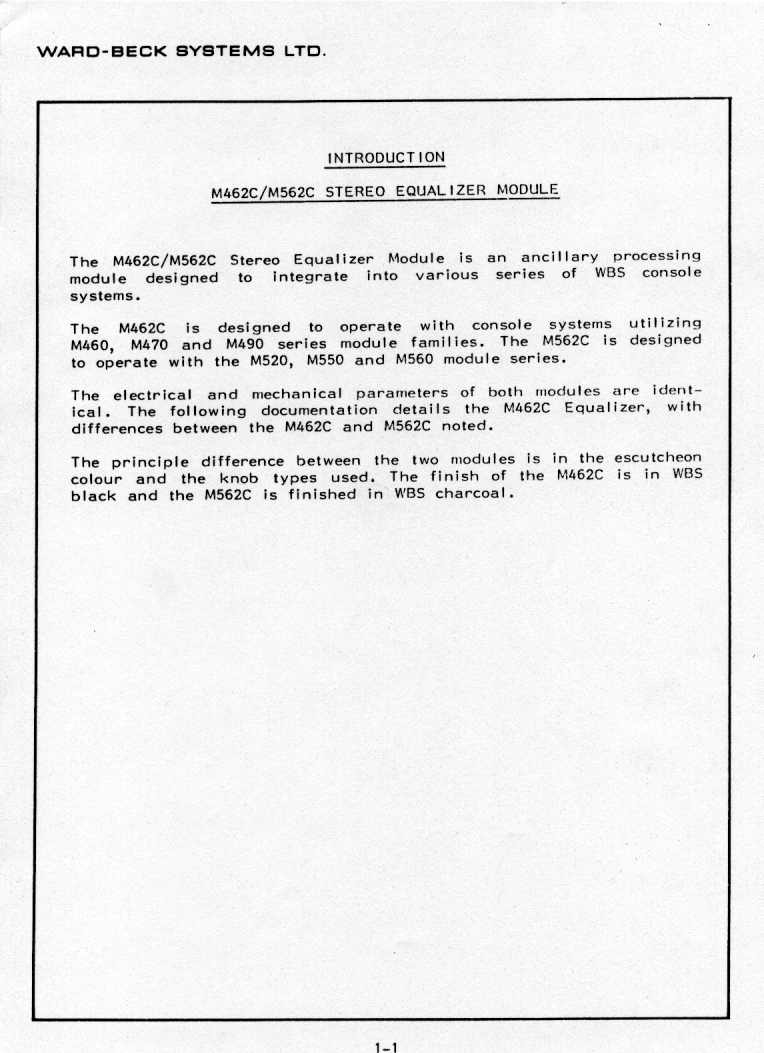 WARD-BECK SYSTEMS LTD.
INTRODUCTION
M462C/M562C STEREO EQUALIZER MODULE
The M462C/M562C Stereo Equalizer Module is an ancillary processing
module designed to integrate into various series of WBS console
systems.
The M462C is designed to operate with console systems utilizing
M460, M470 and M490 series module families. The M562C is designed
to operate with the M520, M550 and M560 module series.
The electrical and mechanical parameters of both modules are ident-
ical. The following documentation details the M462C Equalizer, with
differences between the M462C and M562C noted.
The principle difference between the two modules is in the escutcheon
colour and the knob types used. The finish of the M462C is in WBS
black and the M562C is finished in WBS charcoal.
1-1